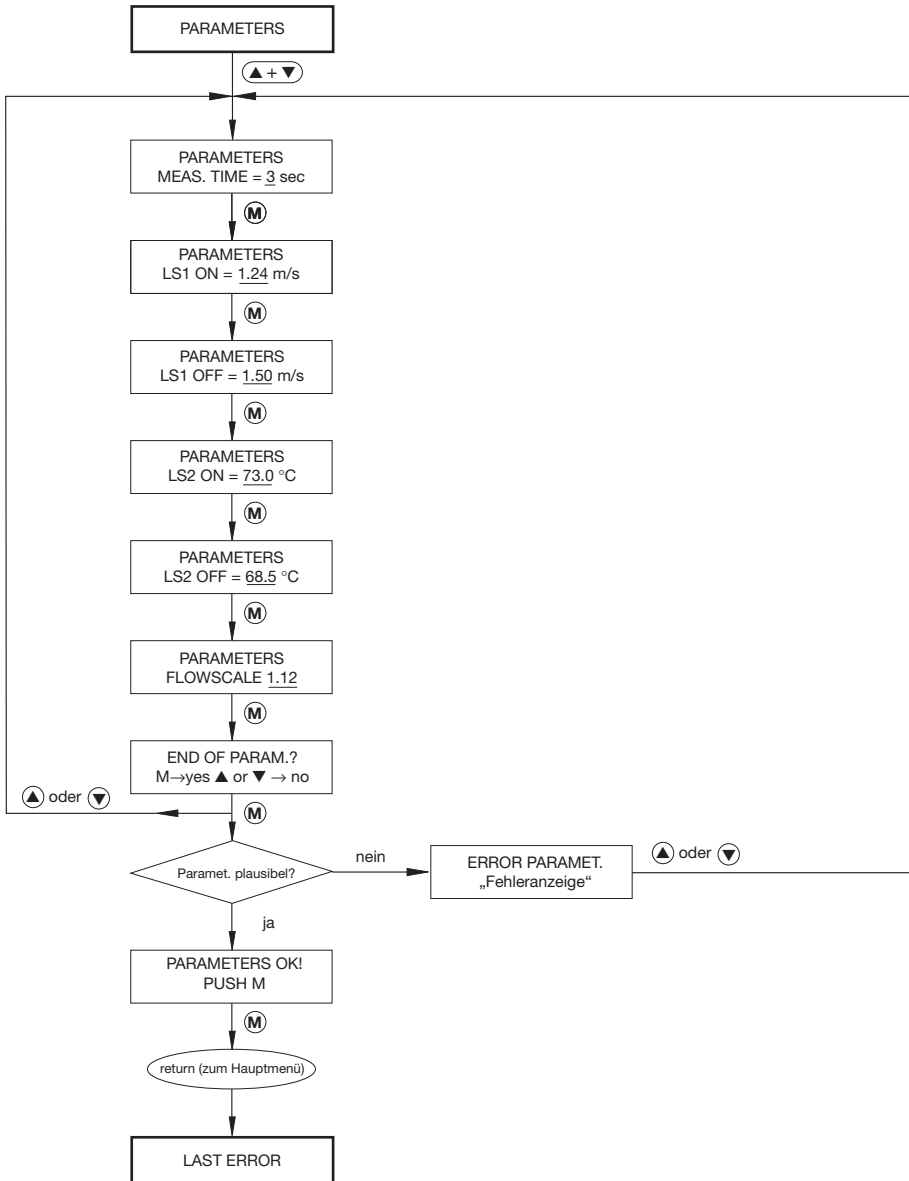 PARAMETERS
▲ + ▼
PARAMETERS
MEAS. TIME = 3 sec
M
PARAMETERS
LS1 ON = 1.24 m/s
M
PARAMETERS
LS1 OFF = 1.50 m/s
M
PARAMETERS
LS2 ON = 73.0 °C
M
PARAMETERS
LS2 OFF = 68.5 °C
M
PARAMETERS
FLOWSCALE 1.12
M
END OF PARAM.?
M→yes ▲ or ▼ → no
▲ oder ▼
M
Paramet. plausibel?
nein
ERROR PARAMET.
„Fehleranzeige“
▲ oder ▼
ja
PARAMETERS OK!
PUSH M
M
return (zum Hauptmenü)
LAST ERROR